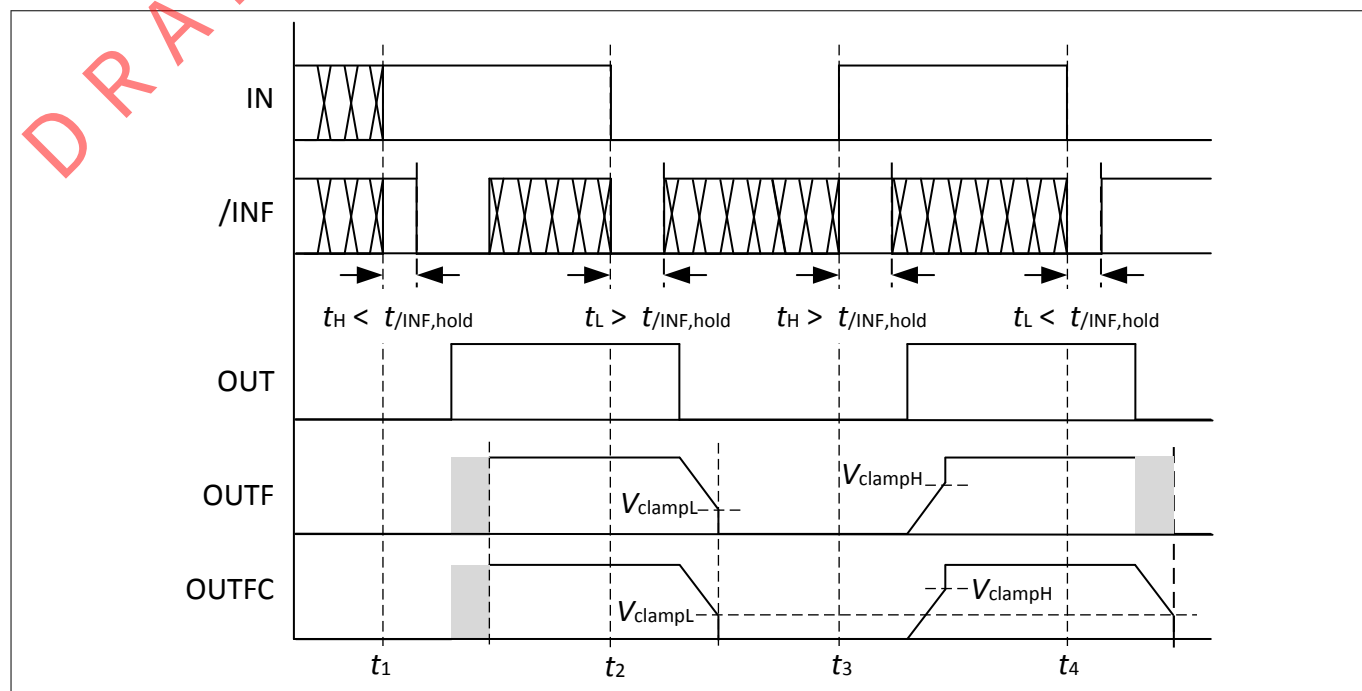 DRA
IN
/INF
tH < t/INF,hold
tL > t/INF,hold
tH > t/INF,hold
tL < t/INF,hold
OUT
OUTF
VclampL
VclampH
OUTFC
VclampL
VclampH
t1
t2
t3
t4